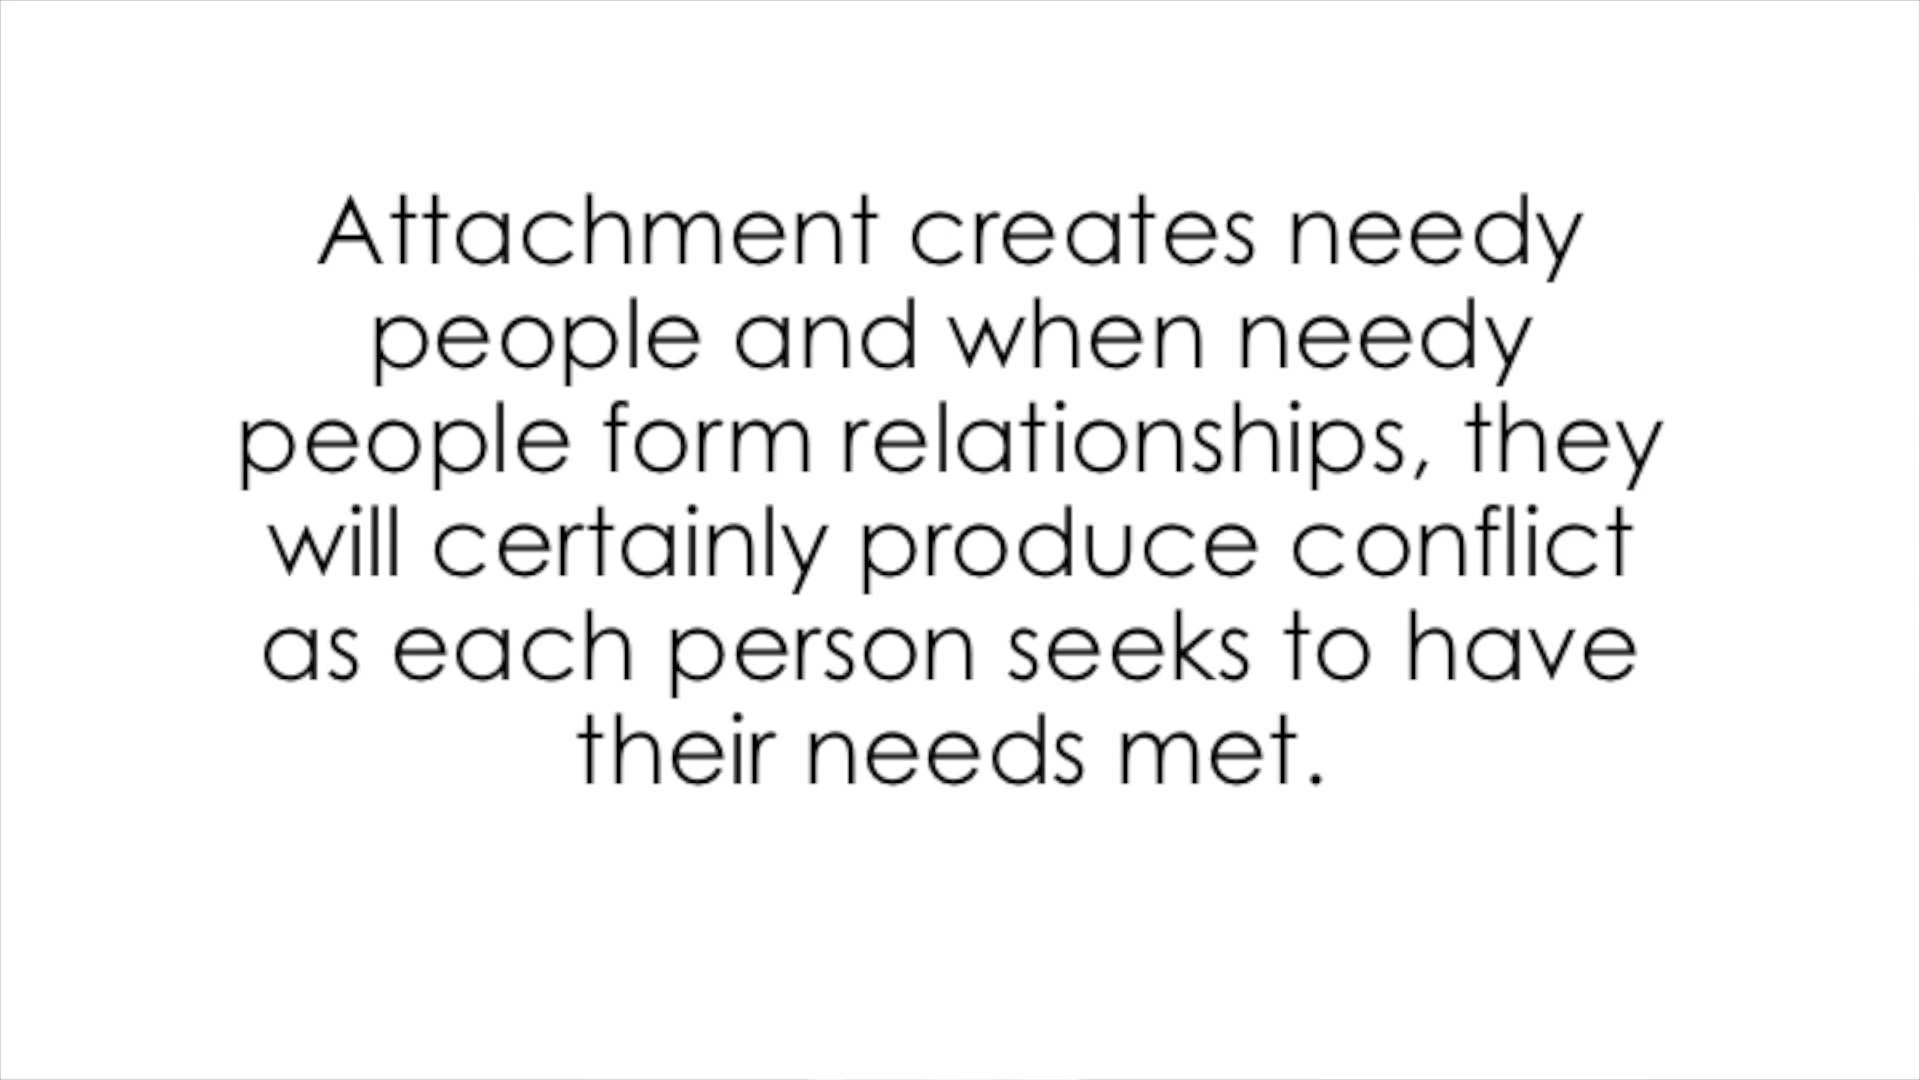 Attachment creates needy
people and when needy
people form relationships, they
will certainly produce conflict
as each person seeks to have
their needs met.